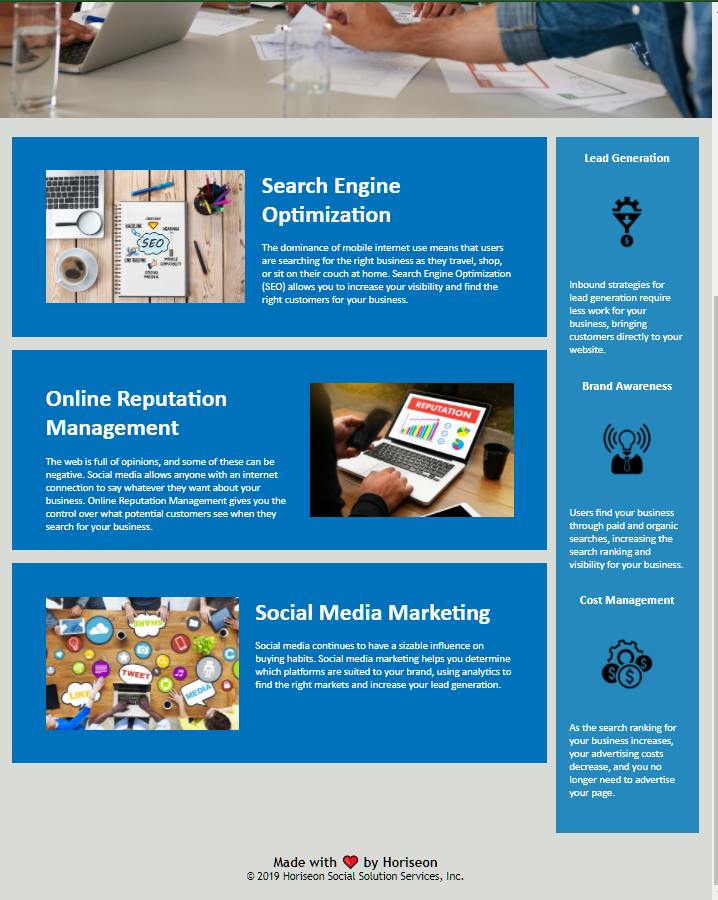 Search Engine
Optimization
The dominance of mobile internet use means that users
are searching for the right business as they travel, shop,
or sit on their couch at home. Search Engine Optimization
(SEO) allows you to increase your visibility and find the
right customers for your business.
SEO
Online Reputation
Management
The web is full of opinions, and some of these can be
negative. Social media allows anyone with an internet
connection to say whatever they want about your
business. Online Reputation Management gives you the
control over what potential customers see when they
search for your business.
REPUTATION
Social Media Marketing
Social media continues to have a sizable influence on
buying habits. Social media marketing helps you determine
which platforms are suited to your brand, using analytics to
find the right markets and increase your lead generation.
SHARE
TWEET
LIKE
MEDIA
Lead Generation
$
Inbound strategies for
lead generation require
less work for your
business, bringing
customers directly to your
website.
Brand Awareness
Users find your business
through paid and organic
searches, increasing the
search ranking and
visibility for your business.
Cost Management
$ $ $
As the search ranking for
your business increases,
your advertising costs
decrease, and you no
longer need to advertise
your page.
Made with ❤️ by Horiseon
© 2019 Horiseon Social Solution Services, Inc.